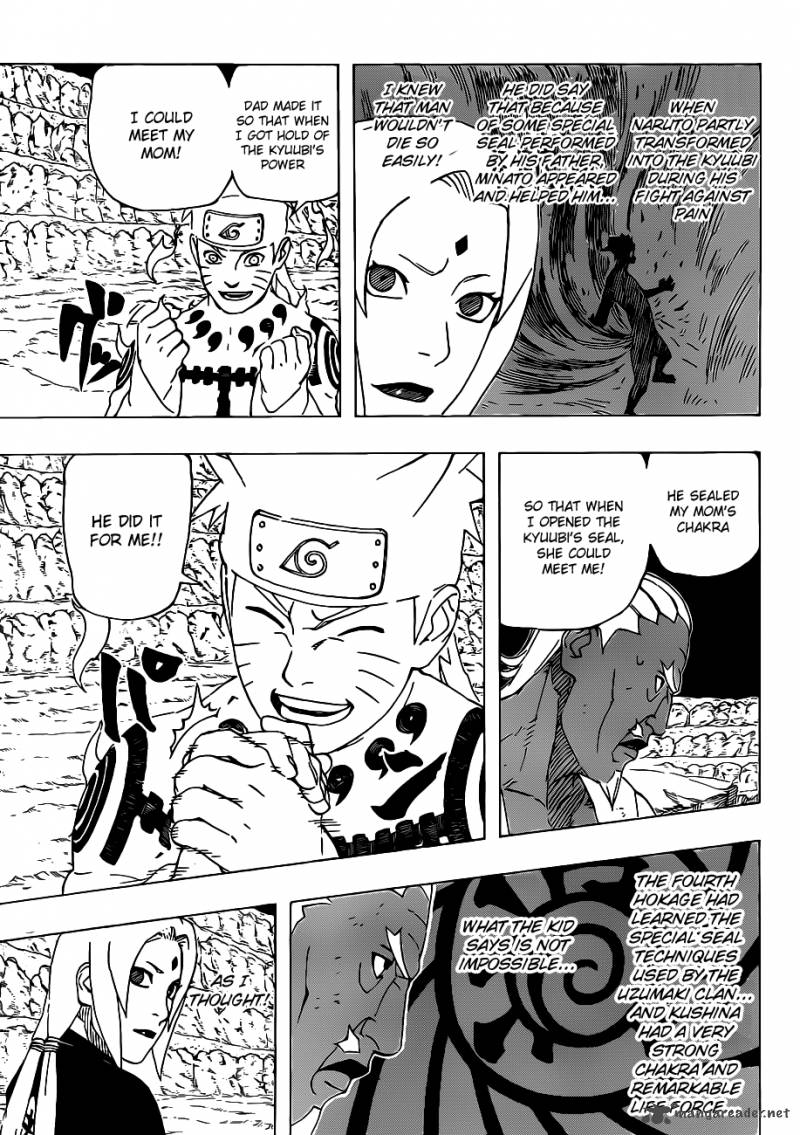 WHEN
NARUTO PARTLY
TRANSFORMED
INTO THE KYUUBI
DURING HIS
FIGHT AGAINST
PAIN
HE DID SAY
THAT BECAUSE
OF SOME SPECIAL
SEAL PERFORMED
BY HIS FATHER,
MINATO APPEARED
AND HELPED HIM...
I KNEW
THAT MAN
WOULDN'T
DIE SO
EASILY!
DAD MADE IT
SO THAT WHEN
I GOT HOLD OF
THE KYUUBI'S
POWER
I COULD
MEET MY
MOM!
グッ
HE SEALED
MY MOM'S
CHAKRA
SO THAT WHEN
I OPENED THE
KYUUBI'S SEAL,
SHE COULD
MEET ME!
HE DID IT
FOR ME!!
THE FOURTH
HOKAGE HAD
LEARNED THE
SPECIAL SEAL
TECHNIQUES
USED BY THE
UZUMAKI CLAN...
AND KUSHINA
HAD A VERY
STRONG
CHAKRA AND
REMARKABLE
LIFE FORCE
WHAT THE KID
SAYS IS NOT
IMPOSSIBLE...
AS I
THOUGHT!
mangareader.net